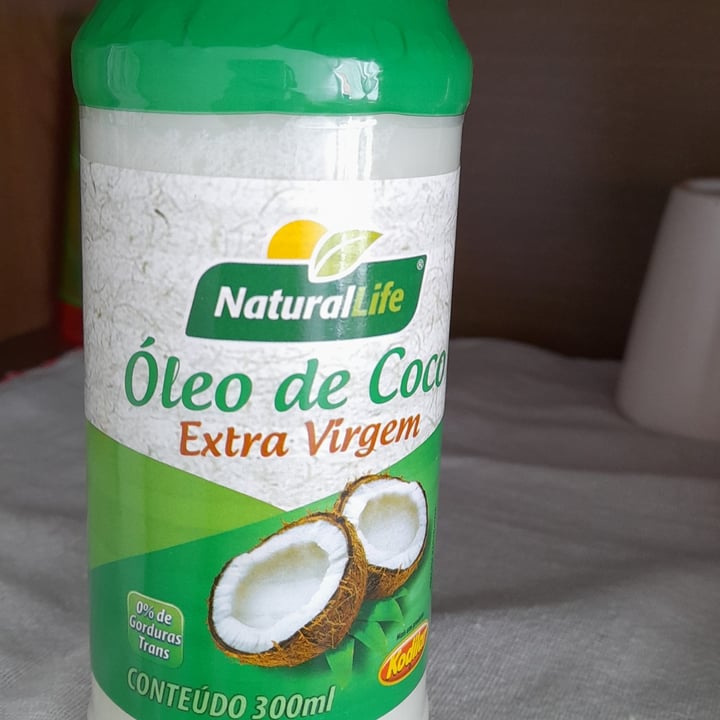 NaturalLife®
Óleo de Coco
Extra Virgem
0% de
Gorduras
Trans
CONTEÚDO 300ml